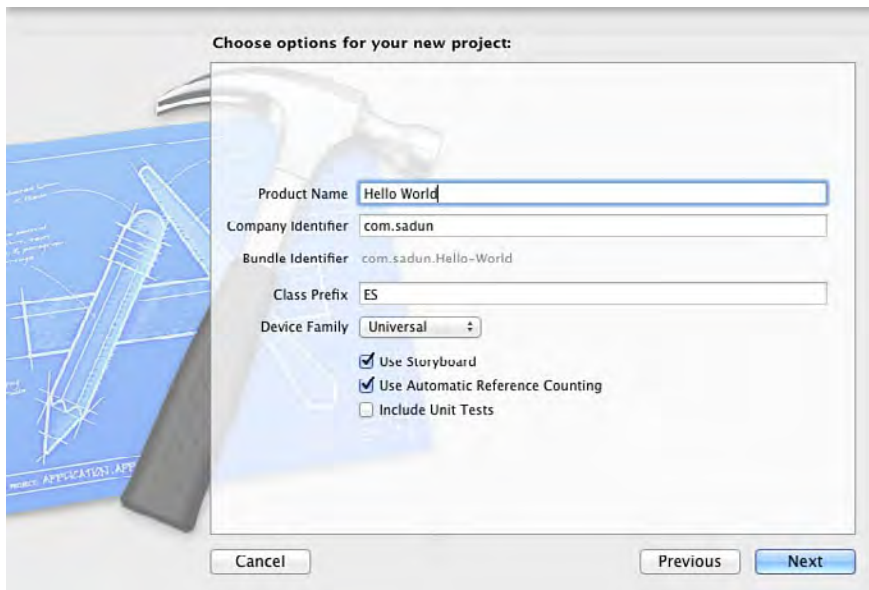 Choose options for your new project:
Product Name Hello World
Company Identifier com.sadun
Bundle Identifier com.sadun.Hello-World
Class Prefix ES
Device Family Universal
Use Storyboard
Use Automatic Reference Counting
Include Unit Tests
PROJECT: APPLICATION.APP
Cancel Previous Next